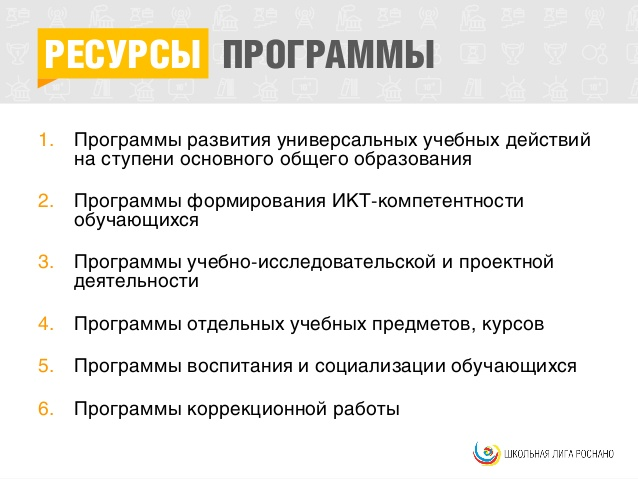 РЕСУРСЫ ПРОГРАММЫ
1. Программы развития универсальных учебных действий
на ступени основного общего образования
2. Программы формирования ИКТ-компетентности
обучающихся
3. Программы учебно-исследовательской и проектной
деятельности
4. Программы отдельных учебных предметов, курсов
5. Программы воспитания и социализации обучающихся
6. Программы коррекционной работы
ШКОЛЬНАЯ ЛИГА РОСНАНО